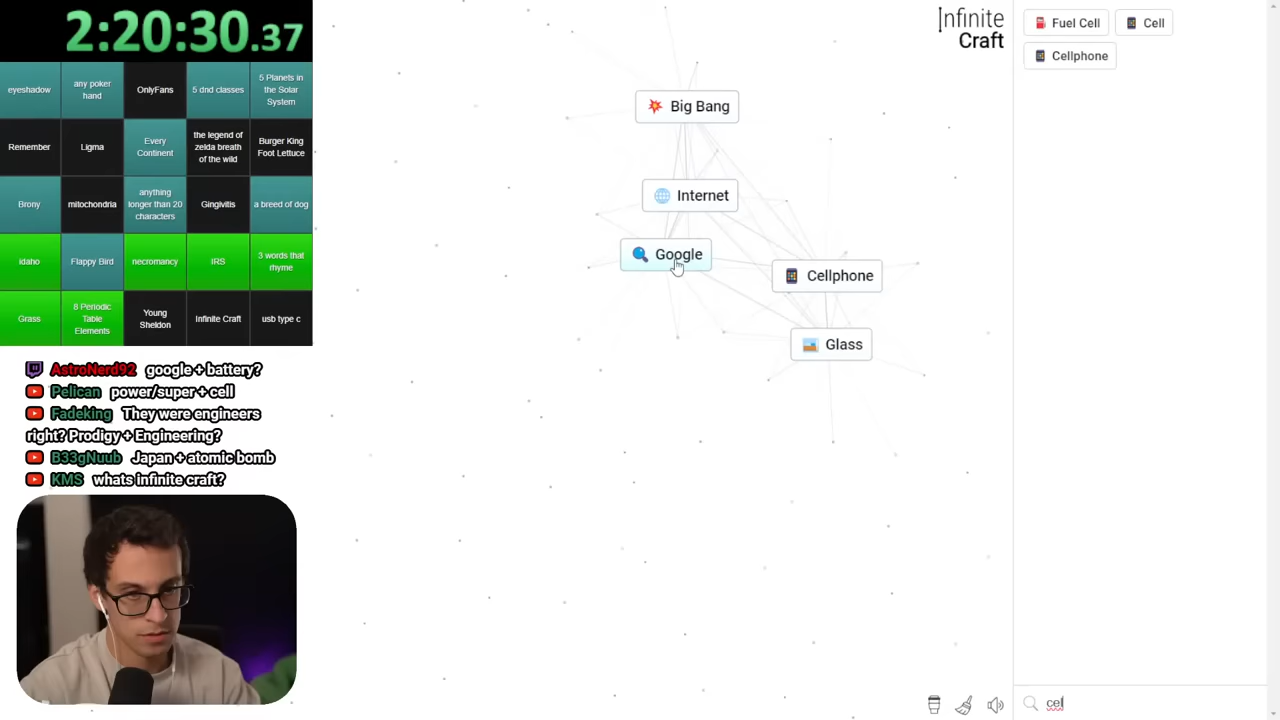 2:20:30.37
eyeshadow
any poker
hand
OnlyFans
5 dnd classes
5 Planets in
the Solar
System
Remember
Ligma
Every
Continent
the legend of
zelda breath
of the wild
Burger King
Foot Lettuce
Brony
mitochondria
anything
longer than 20
characters
Gingivitis
a breed of dog
idaho
Flappy Bird
necromancy
IRS
3 words that
rhyme
Grass
8 Periodic
Table
Elements
Young
Sheldon
Infinite Craft
usb type c
AstroNerd92 google + battery?
Pelican power/super + cell
Fadeking They were engineers
right? Prodigy + Engineering?
B33gNuub Japan + atomic bomb
KMS whats infinite craft?
Infinite
Craft
Big Bang
Internet
Google
Cellphone
Glass
Fuel Cell
Cell
Cellphone
cel